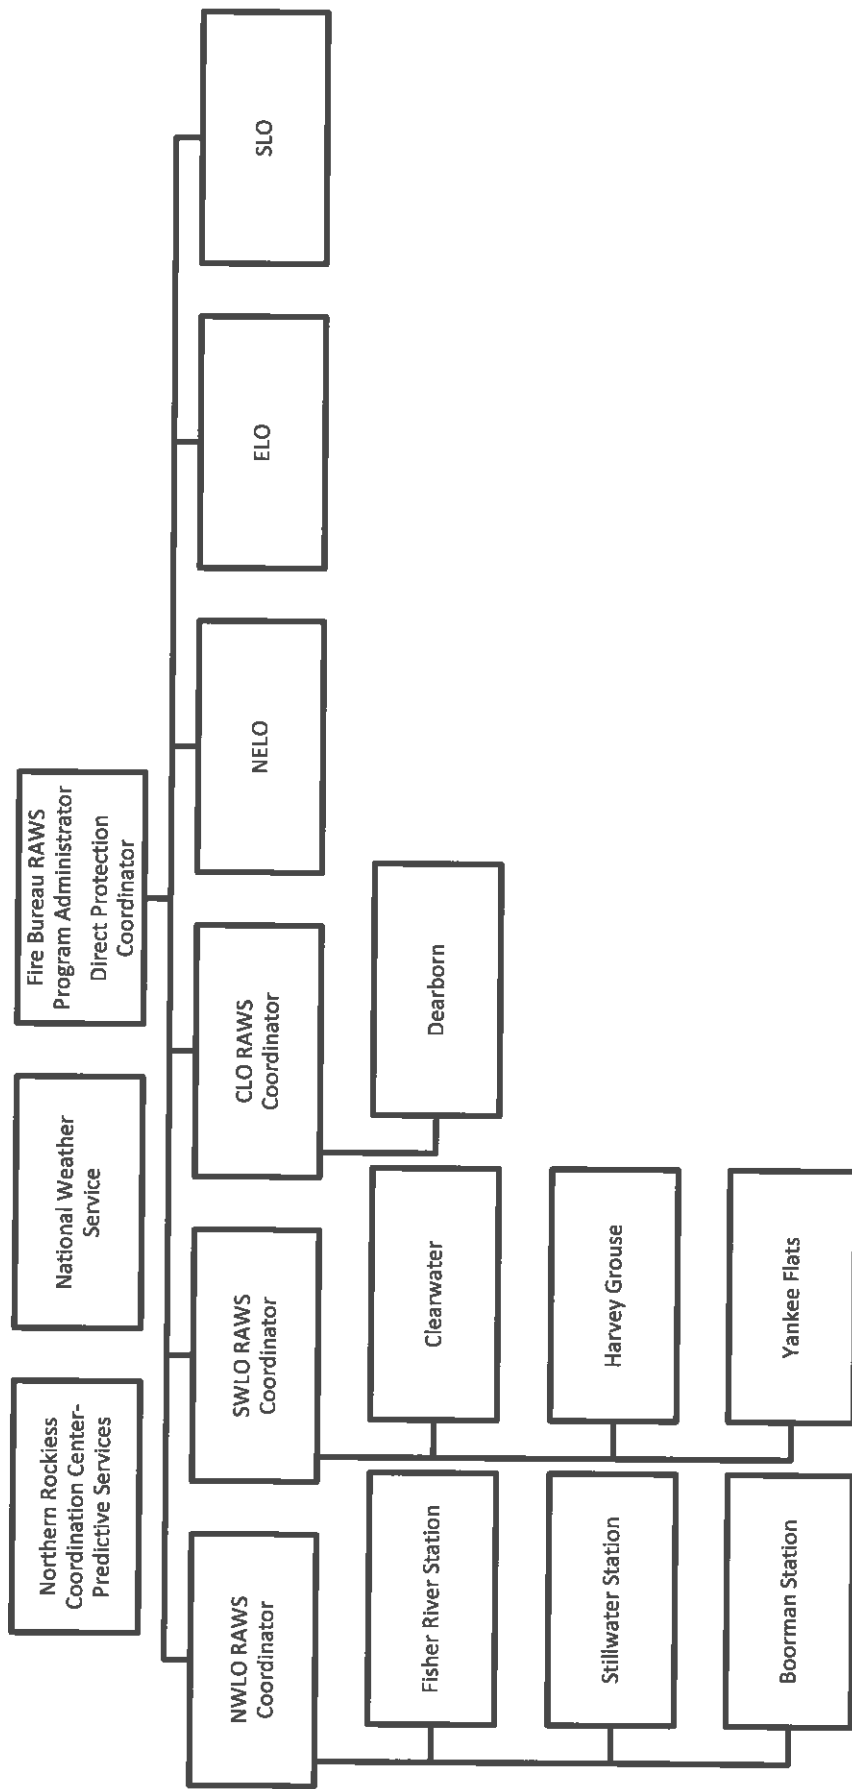 Northern Rockiess
Coordination Center-
Predictive Services
National Weather
Service
Fire Bureau RAWS
Program Administrator
Direct Protection
Coordinator
NWLO RAWS
Coordinator
SWLO RAWS
Coordinator
CLO RAWS
Coordinator
NELO
ELO
SLO
Fisher River Station
Clearwater
Dearborn
Stillwater Station
Harvey Grouse
Boorman Station
Yankee Flats